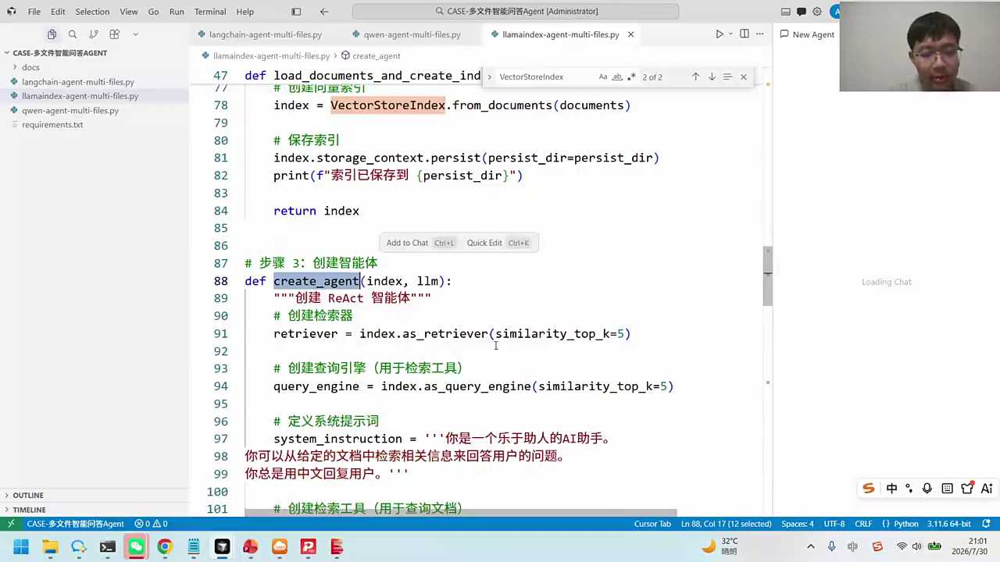 File Edit Selection View Go Run Terminal Help
CASE-多文件智能问答Agent [Administrator]
langchain-agent-multi-files.py
qwen-agent-multi-files.py
llamaindex-agent-multi-files.py
New Agent
CASE-多文件智能问答AGENT
docs
langchain-agent-multi-files.py
llamaindex-agent-multi-files.py
qwen-agent-multi-files.py
requirements.txt
llamaindex-agent-multi-files.py > create_agent
VectorStoreIndex
2 of 2
47 def load_documents_and_create_ind
77 # 创建向量索引
78 index = VectorStoreIndex.from_documents(documents)
79
80 # 保存索引
81 index.storage_context.persist(persist_dir=persist_dir)
82 print(f"索引已保存到 {persist_dir}")
83
84 return index
85
86
Add to Chat Ctrl+L Quick Edit Ctrl+K
87 # 步骤 3：创建智能体
88 def create_agent(index, llm):
89 """创建 ReAct 智能体"""
90 # 创建检索器
91 retriever = index.as_retriever(similarity_top_k=5)
92
93 # 创建查询引擎（用于检索工具）
94 query_engine = index.as_query_engine(similarity_top_k=5)
95
96 # 定义系统提示词
97 system_instruction = '''你是一个乐于助人的AI助手。
98 你可以从给定的文档中检索相关信息来回答用户的问题。
99 你总是用中文回复用户。'''
100
101 # 创建检索工具（用于查询文档）
Loading Chat
OUTLINE
TIMELINE
CASE-多文件智能问答Agent 0 0 Cursor Tab Ln 88, Col 17 (12 selected) Spaces: 4 UTF-8 CRLF {} Python 3.11.6 64-bit
中
32°C
晴朗
中
21:01
2026/7/30